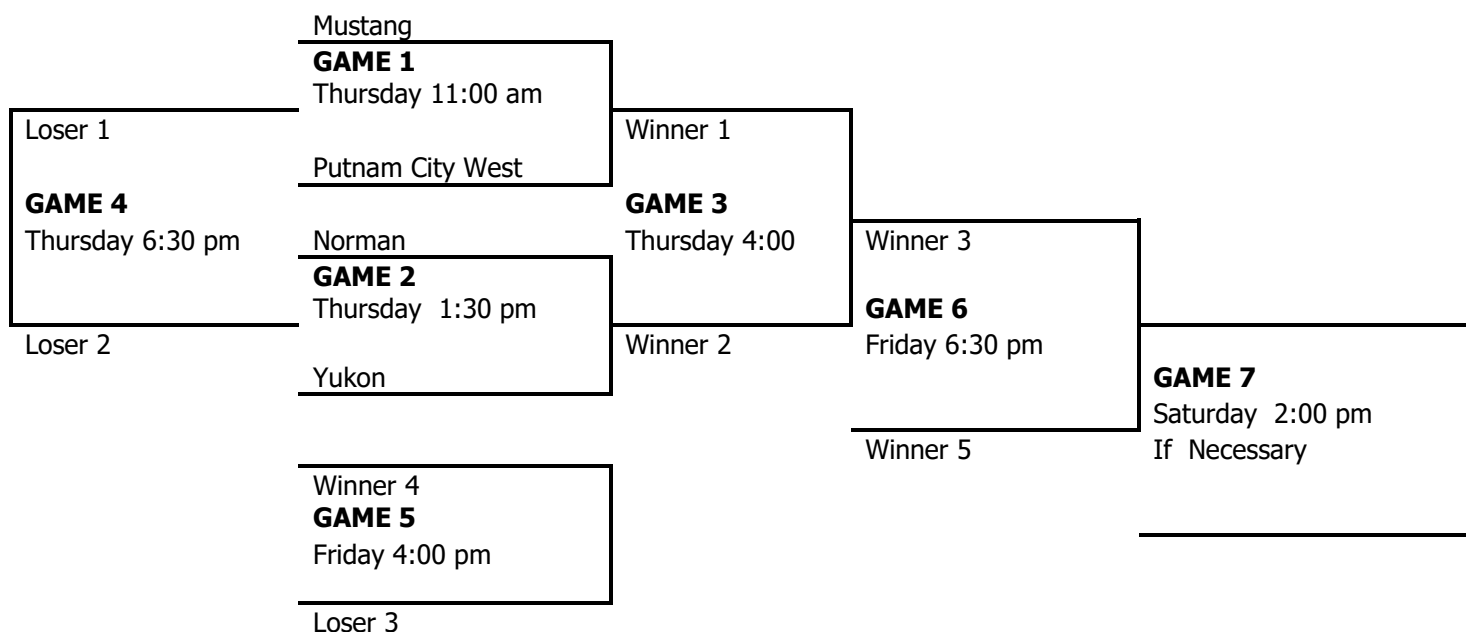 Mustang
GAME 1
Thursday 11:00 am
Loser 1
Winner 1
Putnam City West
GAME 4
GAME 3
Thursday 6:30 pm
Norman
Thursday 4:00
Winner 3
GAME 2
Thursday  1:30 pm
GAME 6
Loser 2
Winner 2
Friday 6:30 pm
Yukon
GAME 7
Saturday  2:00 pm
Winner 5
If  Necessary
Winner 4
GAME 5
Friday 4:00 pm
Loser 3